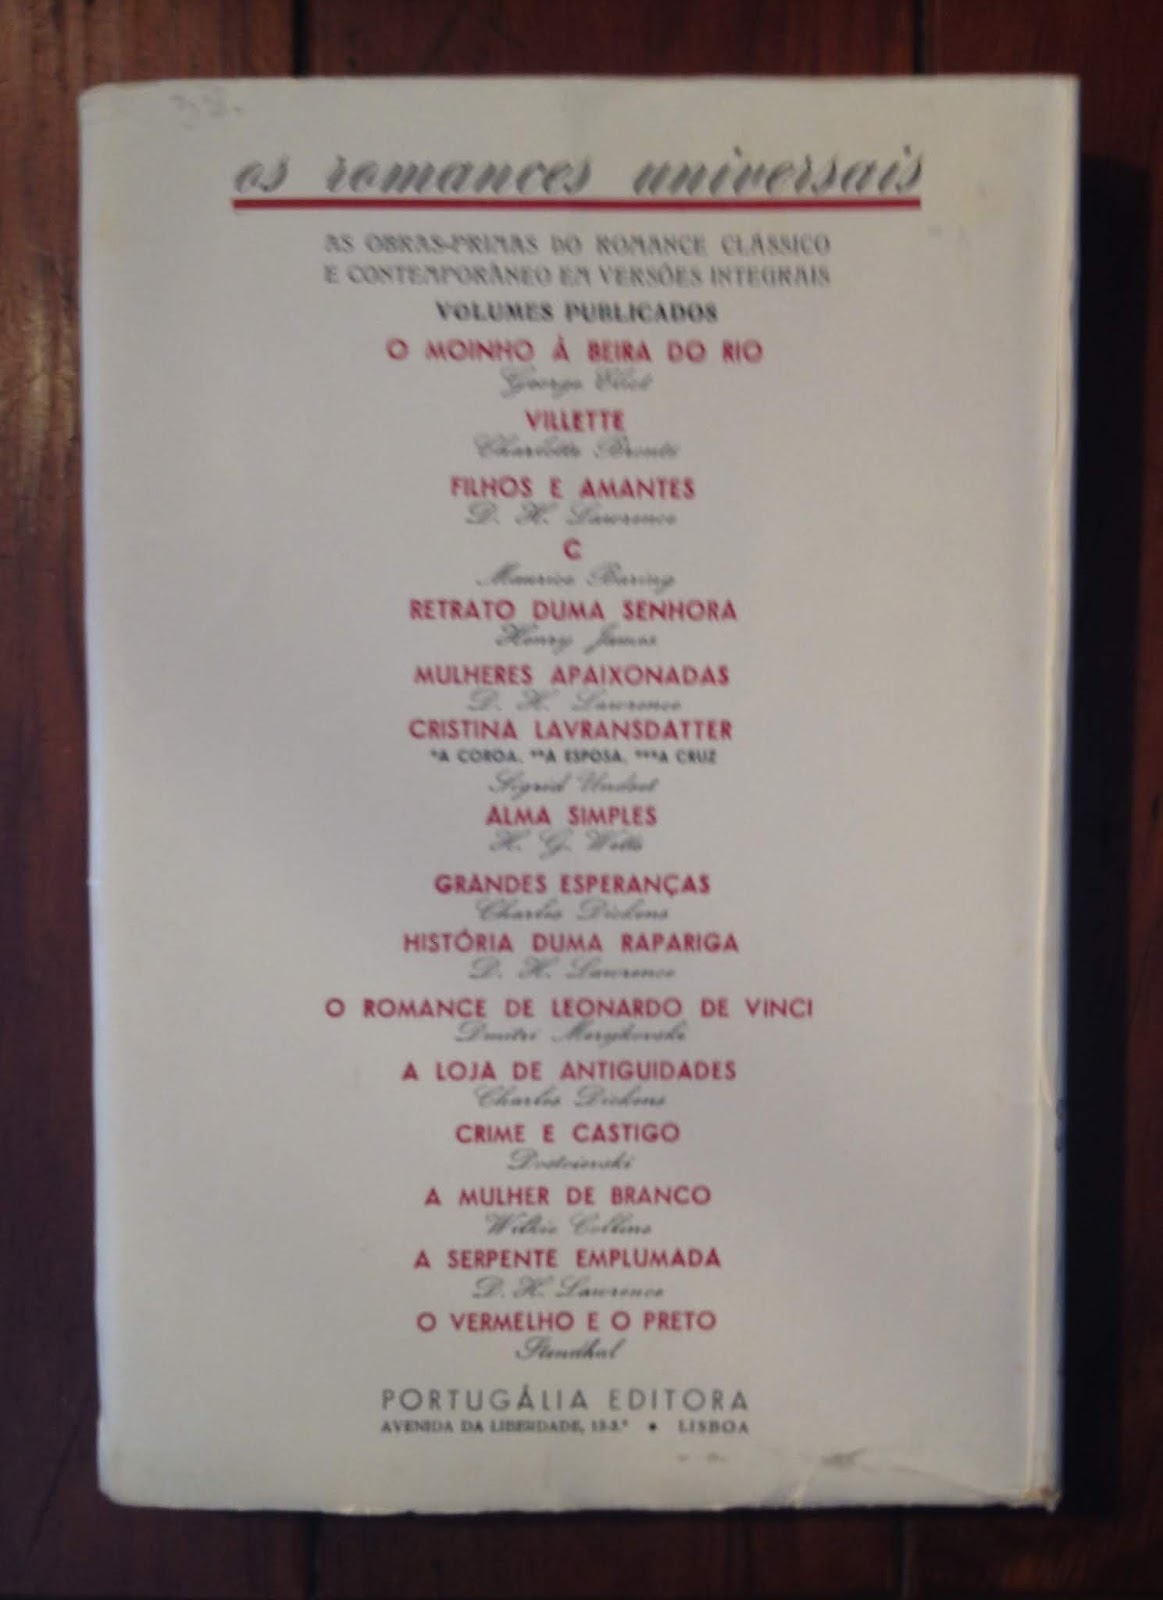 38.
os romances universais
AS OBRAS-PRIMAS DO ROMANCE CLÁSSICO
E CONTEMPORÂNEO EM VERSÕES INTEGRAIS
VOLUMES PUBLICADOS
O MOINHO À BEIRA DO RIO
George Eliot
VILLETTE
Charlotte Brontë
FILHOS E AMANTES
D. H. Lawrence
C
Maurice Baring
RETRATO DUMA SENHORA
Henry James
MULHERES APAIXONADAS
D. H. Lawrence
CRISTINA LAVRANSDATTER
*A COROA, **A ESPOSA, ***A CRUZ
Sigrid Undset
ALMA SIMPLES
H. G. Wells
GRANDES ESPERANÇAS
Charles Dickens
HISTÓRIA DUMA RAPARIGA
D. H. Lawrence
O ROMANCE DE LEONARDO DE VINCI
Dmitri
A LOJA DE ANTIGUIDADES
Charles Dickens
CRIME E CASTIGO
Dostoievski
A MULHER DE BRANCO
Wilkie Collins
A SERPENTE EMPLUMADA
D. H. Lawrence
O VERMELHO E O PRETO
Stendhal
PORTUGÁLIA EDITORA
AVENIDA DA LIBERDADE, 13-3.º • LISBOA